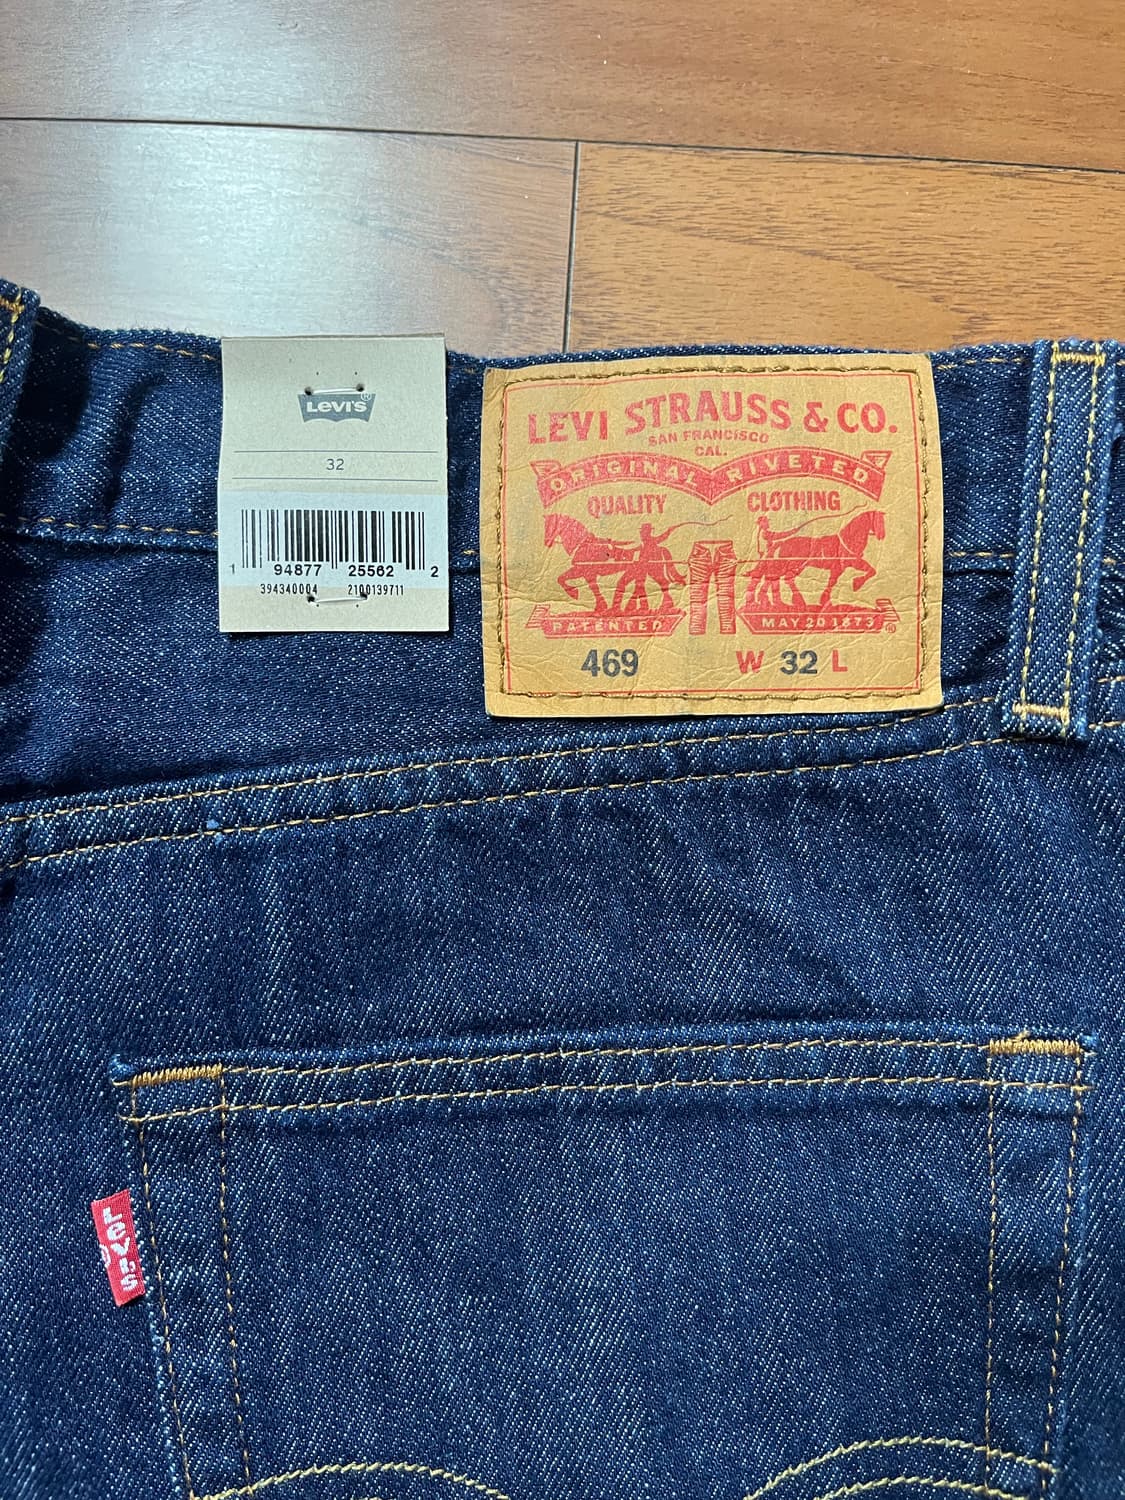 Levi's®
32
1 94877 25562 2
394340004 2100139711
LEVI STRAUSS & CO.
SAN FRANCISCO
CAL.
ORIGINAL RIVETED
QUALITY CLOTHING
PATENTED MAY 20 1873 ®
469 W 32 L
Levi's ®